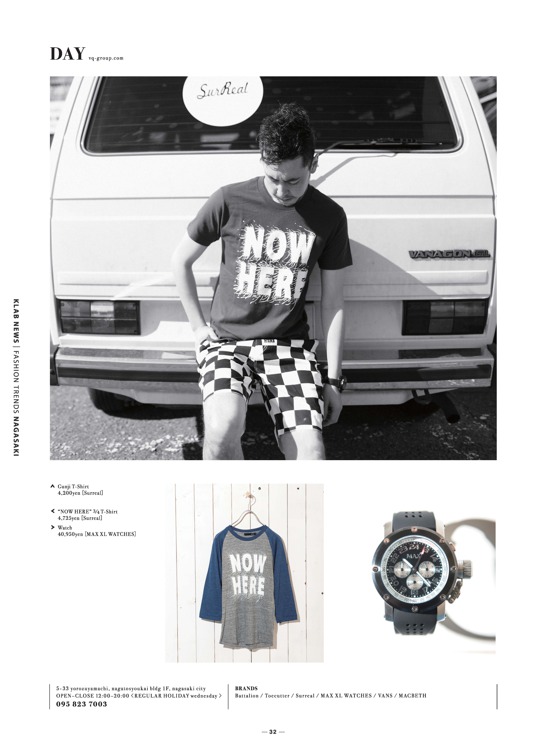 DAY vq-group.com
SurReal
NOW
HERE
VANAGON GL
KLAB NEWS | FASHION TRENDS NAGASAKI
Gauji T-Shirt
4,200yen [Surreal]
"NOW HERE" ¾ T-Shirt
4,725yen [Surreal]
Watch
40,950yen [MAX XL WATCHES]
NOW
HERE
MAX
5-33 yorozuyamachi, nagaisoyoukai bldg 1F, nagasaki city
OPEN-CLOSE 12:00-20:00 <REGULAR HOLIDAY wednesday>
095 823 7003
BRANDS
Battalion / Toecutter / Surreal / MAX XL WATCHES / VANS / MACBETH
— 32 —